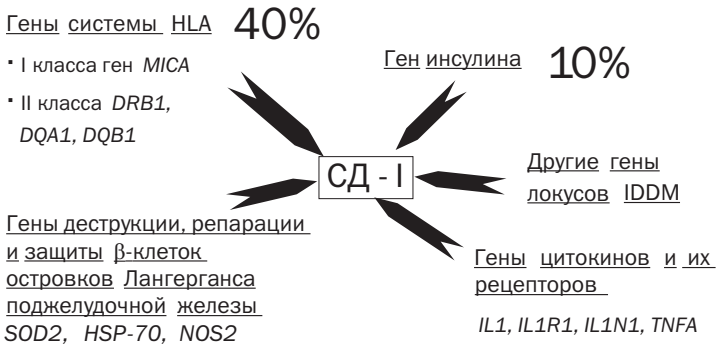 Гены системы HLA 40%
· I класса ген MICA
· II класса DRB1,
DQA1, DQB1
Ген инсулина 10%
СД - I
Другие гены
локусов IDDM
Гены деструкции, репарации
и защиты β-клеток
островков Лангерганса
поджелудочной железы
SOD2, HSP-70, NOS2
Гены цитокинов и их
рецепторов
IL1, IL1R1, IL1N1, TNFA